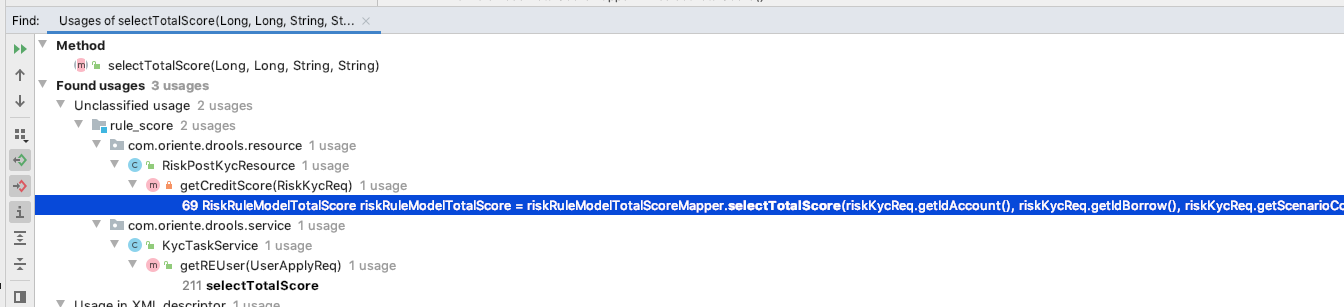 Find: Usages of selectTotalScore(Long, Long, String, St... ×
Method
selectTotalScore(Long, Long, String, String)
Found usages 3 usages
Unclassified usage 2 usages
rule_score 2 usages
com.oriente.drools.resource 1 usage
RiskPostKycResource 1 usage
getCreditScore(RiskKycReq) 1 usage
69 RiskRuleModelTotalScore riskRuleModelTotalScore = riskRuleModelTotalScoreMapper.selectTotalScore(riskKycReq.getIdAccount(), riskKycReq.getIdBorrow(), riskKycReq.getScenarioCo
com.oriente.drools.service 1 usage
KycTaskService 1 usage
getREUser(UserApplyReq) 1 usage
211 selectTotalScore
Usage in XML descriptor 1 usage